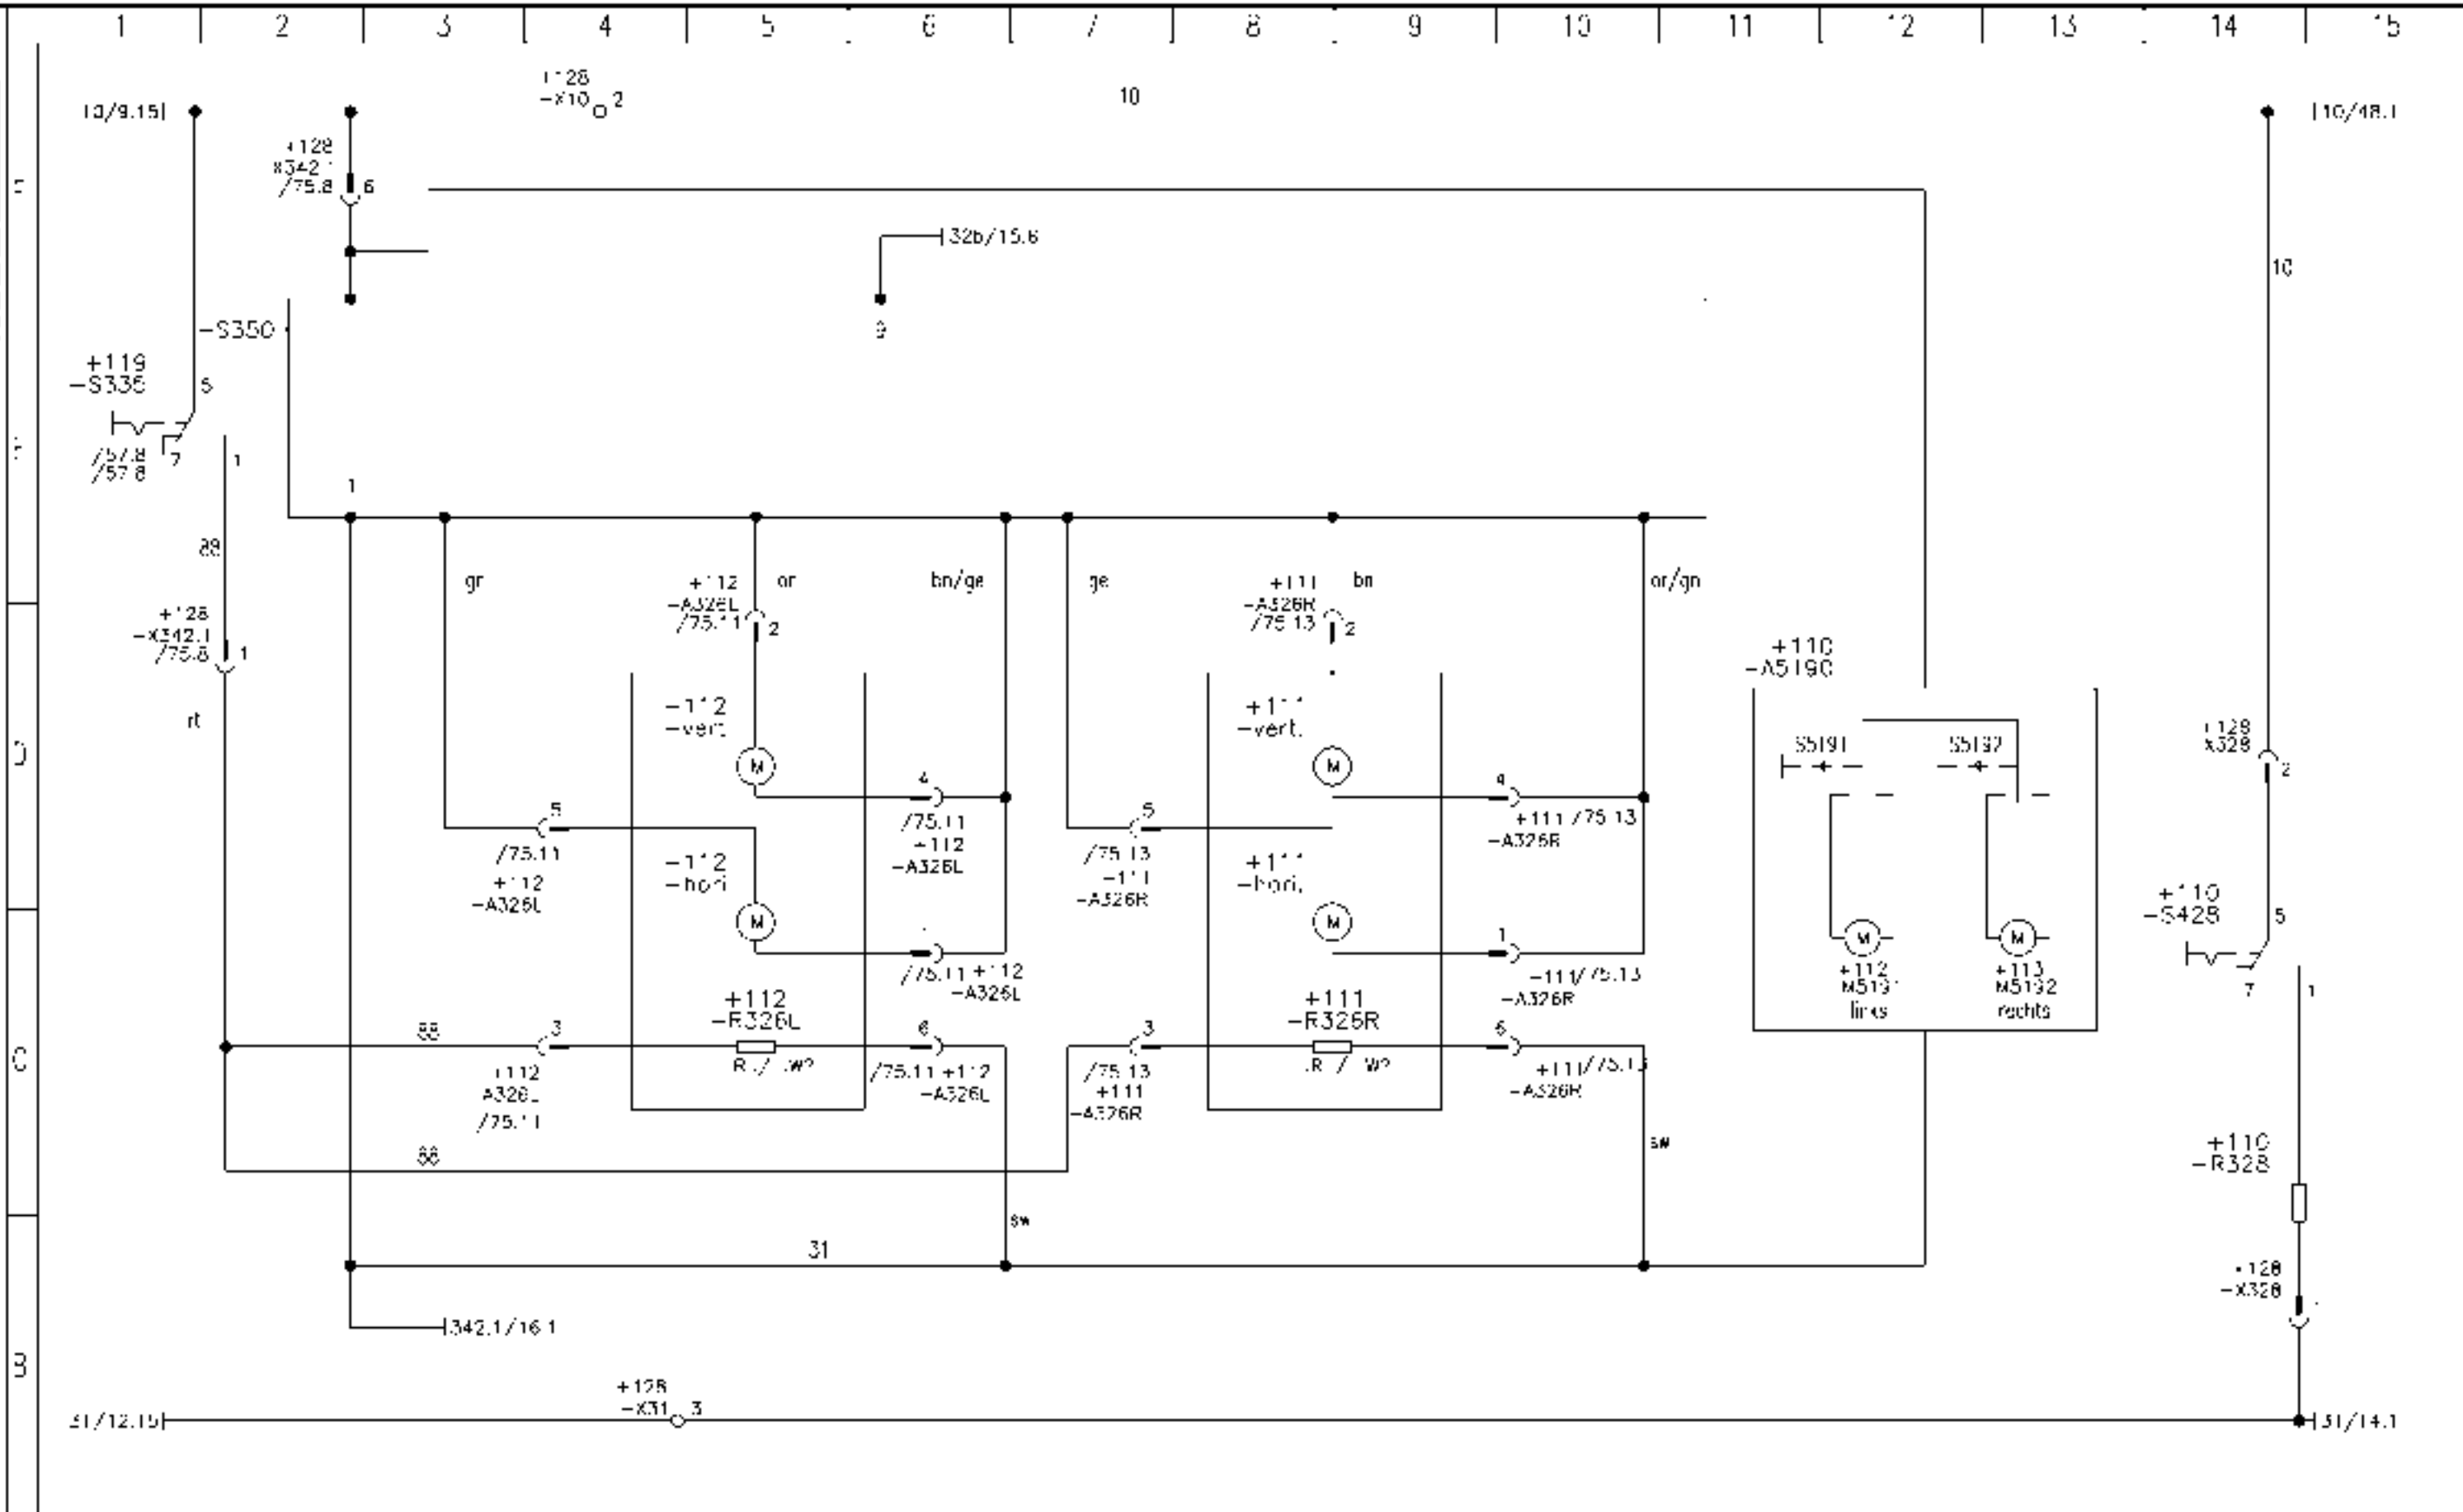 1 2 3 4 5 6 7 8 9 10 11 12 13 14 15
10/9.15
+128
-X10 2
10
10/48.1
+128
X342.1
/75.8 6
32b/15.6
10
-S350
9
+119
-S335
5
/57.8
/57.8
7
1
1
89
gr
+112
-A326L
/75.11 2
or
bn/ge
ge
+111
-A326R
/75.13 2
bn
or/gn
+128
-X342.1
/75.8 1
+110
-A5190
rt
-112
-vert
+111
-vert.
S5191
S5192
+128
X328
2
D
4
/75.11
+112
-A326L
4
+111 /75.13
-A326R
5
/75.11
+112
-A326L
-112
-hori
5
/75.13
-111
-A326R
+111
-hori.
M
M
M
M
+110
-S428
5
/75.11 +112
-A326L
1
-111/75.13
-A326R
M
+112
M5191
links
M
+113
M5192
rechts
7
1
+112
-R326L
+111
-R326R
C
88
3
+112
A326L
/75.11
6
/75.11 +112
-A326L
3
/75.13
+111
-A326R
6
+111/75.13
-A326R
88
sw
+110
-R328
sw
31
+128
-X328
342.1/16.1
B
+128
-X31 3
31/12.15
31/14.1